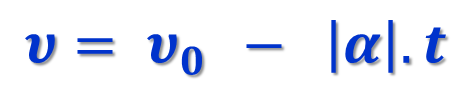 υ = υ₀ − |α|. t